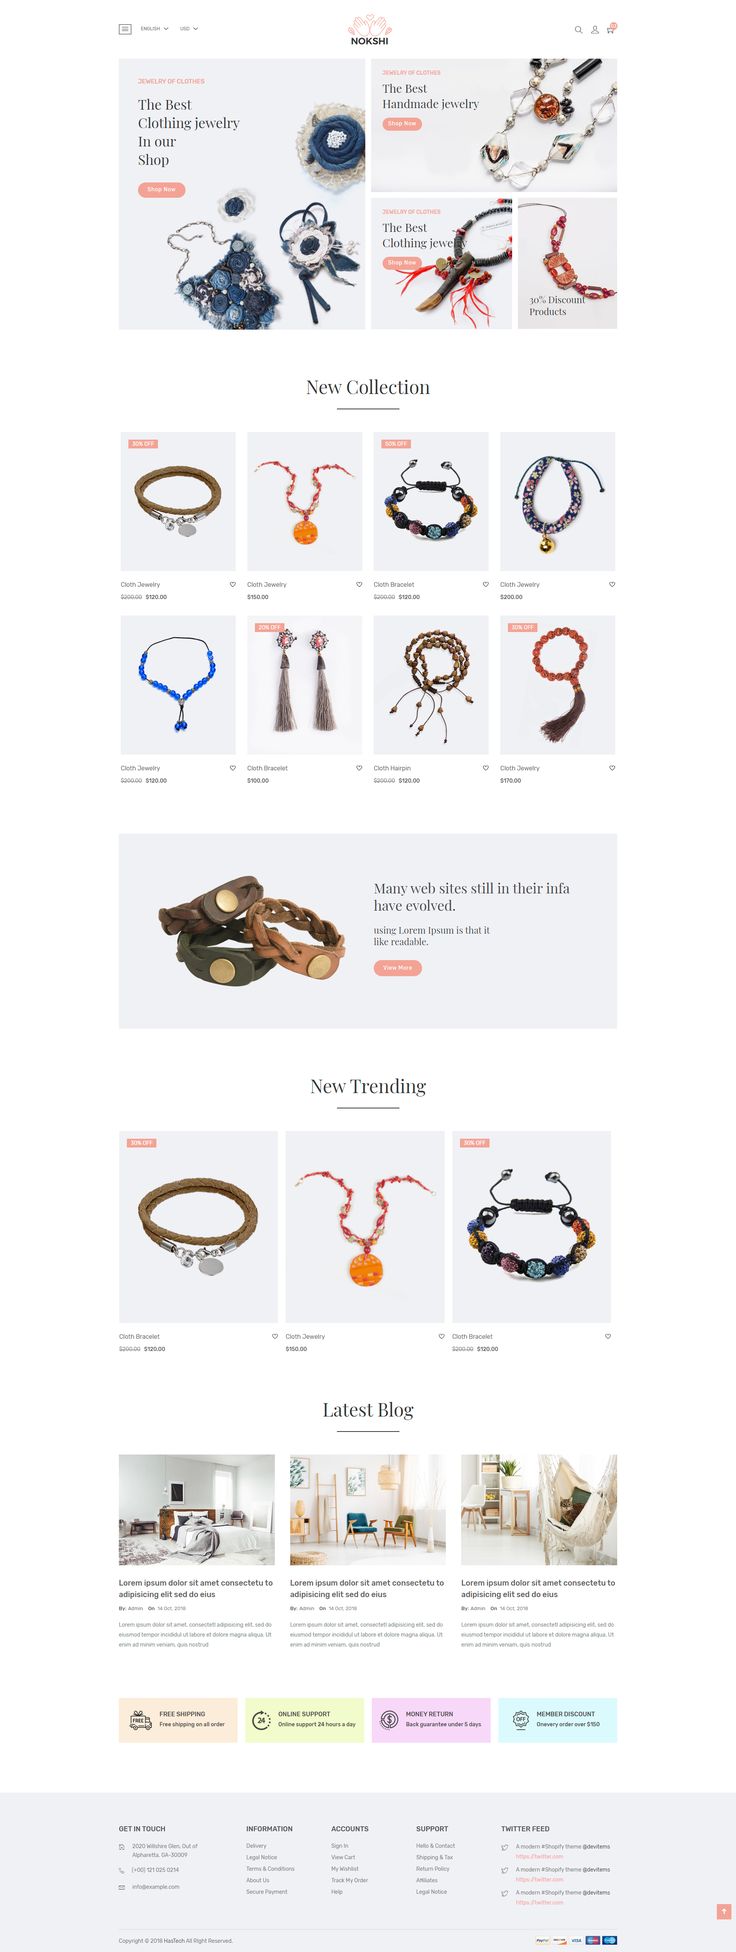 ENGLISH
USD
NOKSHI
JEWELRY OF CLOTHES
The Best
Clothing jewelry
In our
Shop
Shop Now
JEWELRY OF CLOTHES
The Best
Handmade jewelry
Shop Now
JEWELRY OF CLOTHES
The Best
Clothing jewelry
Shop Now
30% Discount
Products
New Collection
30% OFF
50% OFF
Cloth Jewelry
$200.00 $120.00
Cloth Jewelry
$150.00
Cloth Bracelet
$200.00 $120.00
Cloth Jewelry
$200.00
20% OFF
30% OFF
Cloth Jewelry
$200.00 $120.00
Cloth Bracelet
$100.00
Cloth Hairpin
$200.00 $120.00
Cloth Jewelry
$170.00
Many web sites still in their infa
have evolved.
using Lorem Ipsum is that it
like readable.
View More
New Trending
30% OFF
30% OFF
Cloth Bracelet
$200.00 $120.00
Cloth Jewelry
$150.00
Cloth Bracelet
$200.00 $120.00
Latest Blog
Lorem ipsum dolor sit amet consectetu to
adipisicing elit sed do eius
By: Admin On 14 Oct, 2018
Lorem ipsum dolor sit amet, consectetl adipisicing elit, sed do
eiusmod tempor incididul ut labore et dolore magna aliqua. Ut
enim ad minim veniam, quis nostrud
Lorem ipsum dolor sit amet consectetu to
adipisicing elit sed do eius
By: Admin On 14 Oct, 2018
Lorem ipsum dolor sit amet, consectetl adipisicing elit, sed do
eiusmod tempor incididul ut labore et dolore magna aliqua. Ut
enim ad minim veniam, quis nostrud
Lorem ipsum dolor sit amet consectetu to
adipisicing elit sed do eius
By: Admin On 14 Oct, 2018
Lorem ipsum dolor sit amet, consectetl adipisicing elit, sed do
eiusmod tempor incididul ut labore et dolore magna aliqua. Ut
enim ad minim veniam, quis nostrud
FREE
FREE SHIPPING
Free shipping on all order
24
ONLINE SUPPORT
Online support 24 hours a day
$
MONEY RETURN
Back guarantee under 5 days
OFF
MEMBER DISCOUNT
Onevery order over $150
GET IN TOUCH
2020 Willshire Glen, Out of
Alpharetta, GA-30009
(+00) 121 025 0214
info@example.com
INFORMATION
Delivery
Legal Notice
Terms & Conditions
About Us
Secure Payment
ACCOUNTS
Sign In
View Cart
My Wishlist
Track My Order
Help
SUPPORT
Hello & Contact
Shipping & Tax
Return Policy
Affiliates
Legal Notice
TWITTER FEED
A modern #Shopify theme @devitems
https://twitter.com
A modern #Shopify theme @devitems
https://twitter.com
A modern #Shopify theme @devitems
https://twitter.com
Copyright © 2018 HasTech All Right Reserved.
PayPal
VISA